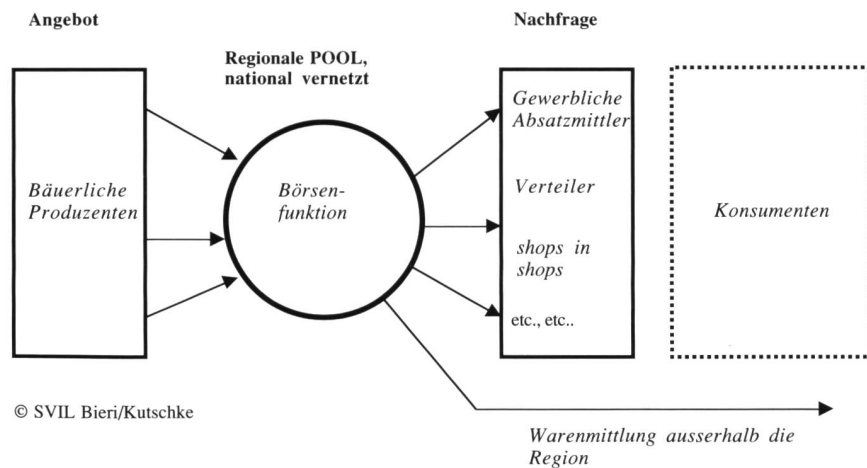 Angebot
Nachfrage
Regionale POOL,
national vernetzt
Bäuerliche
Produzenten
Börsen-
funktion
Gewerbliche
Absatzmittler
Verteiler
shops in
shops
etc., etc..
Konsumenten
© SVIL Bieri/Kutschke
Warenmittlung ausserhalb die
Region